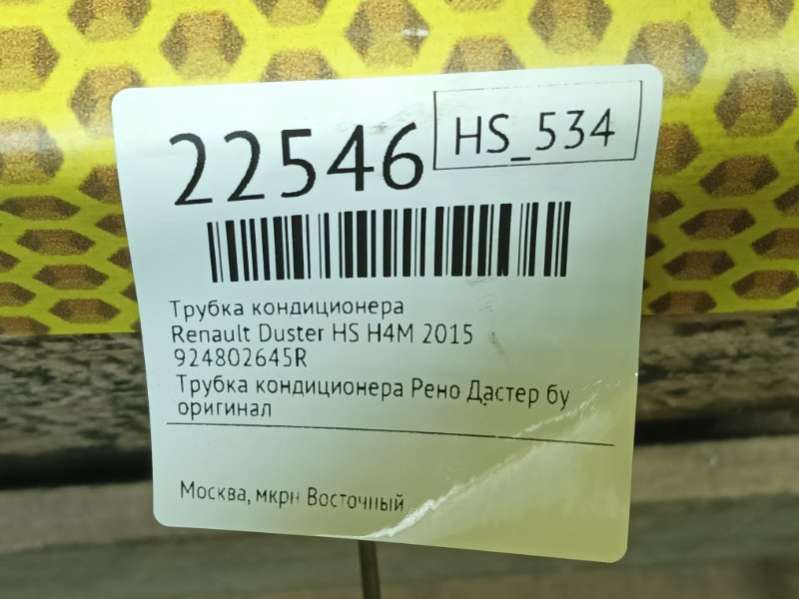 22546
HS_534
Трубка кондиционера
Renault Duster HS H4M 2015
924802645R
Трубка кондиционера Рено Дастер бу
оригинал
Москва, мкрн Восточный